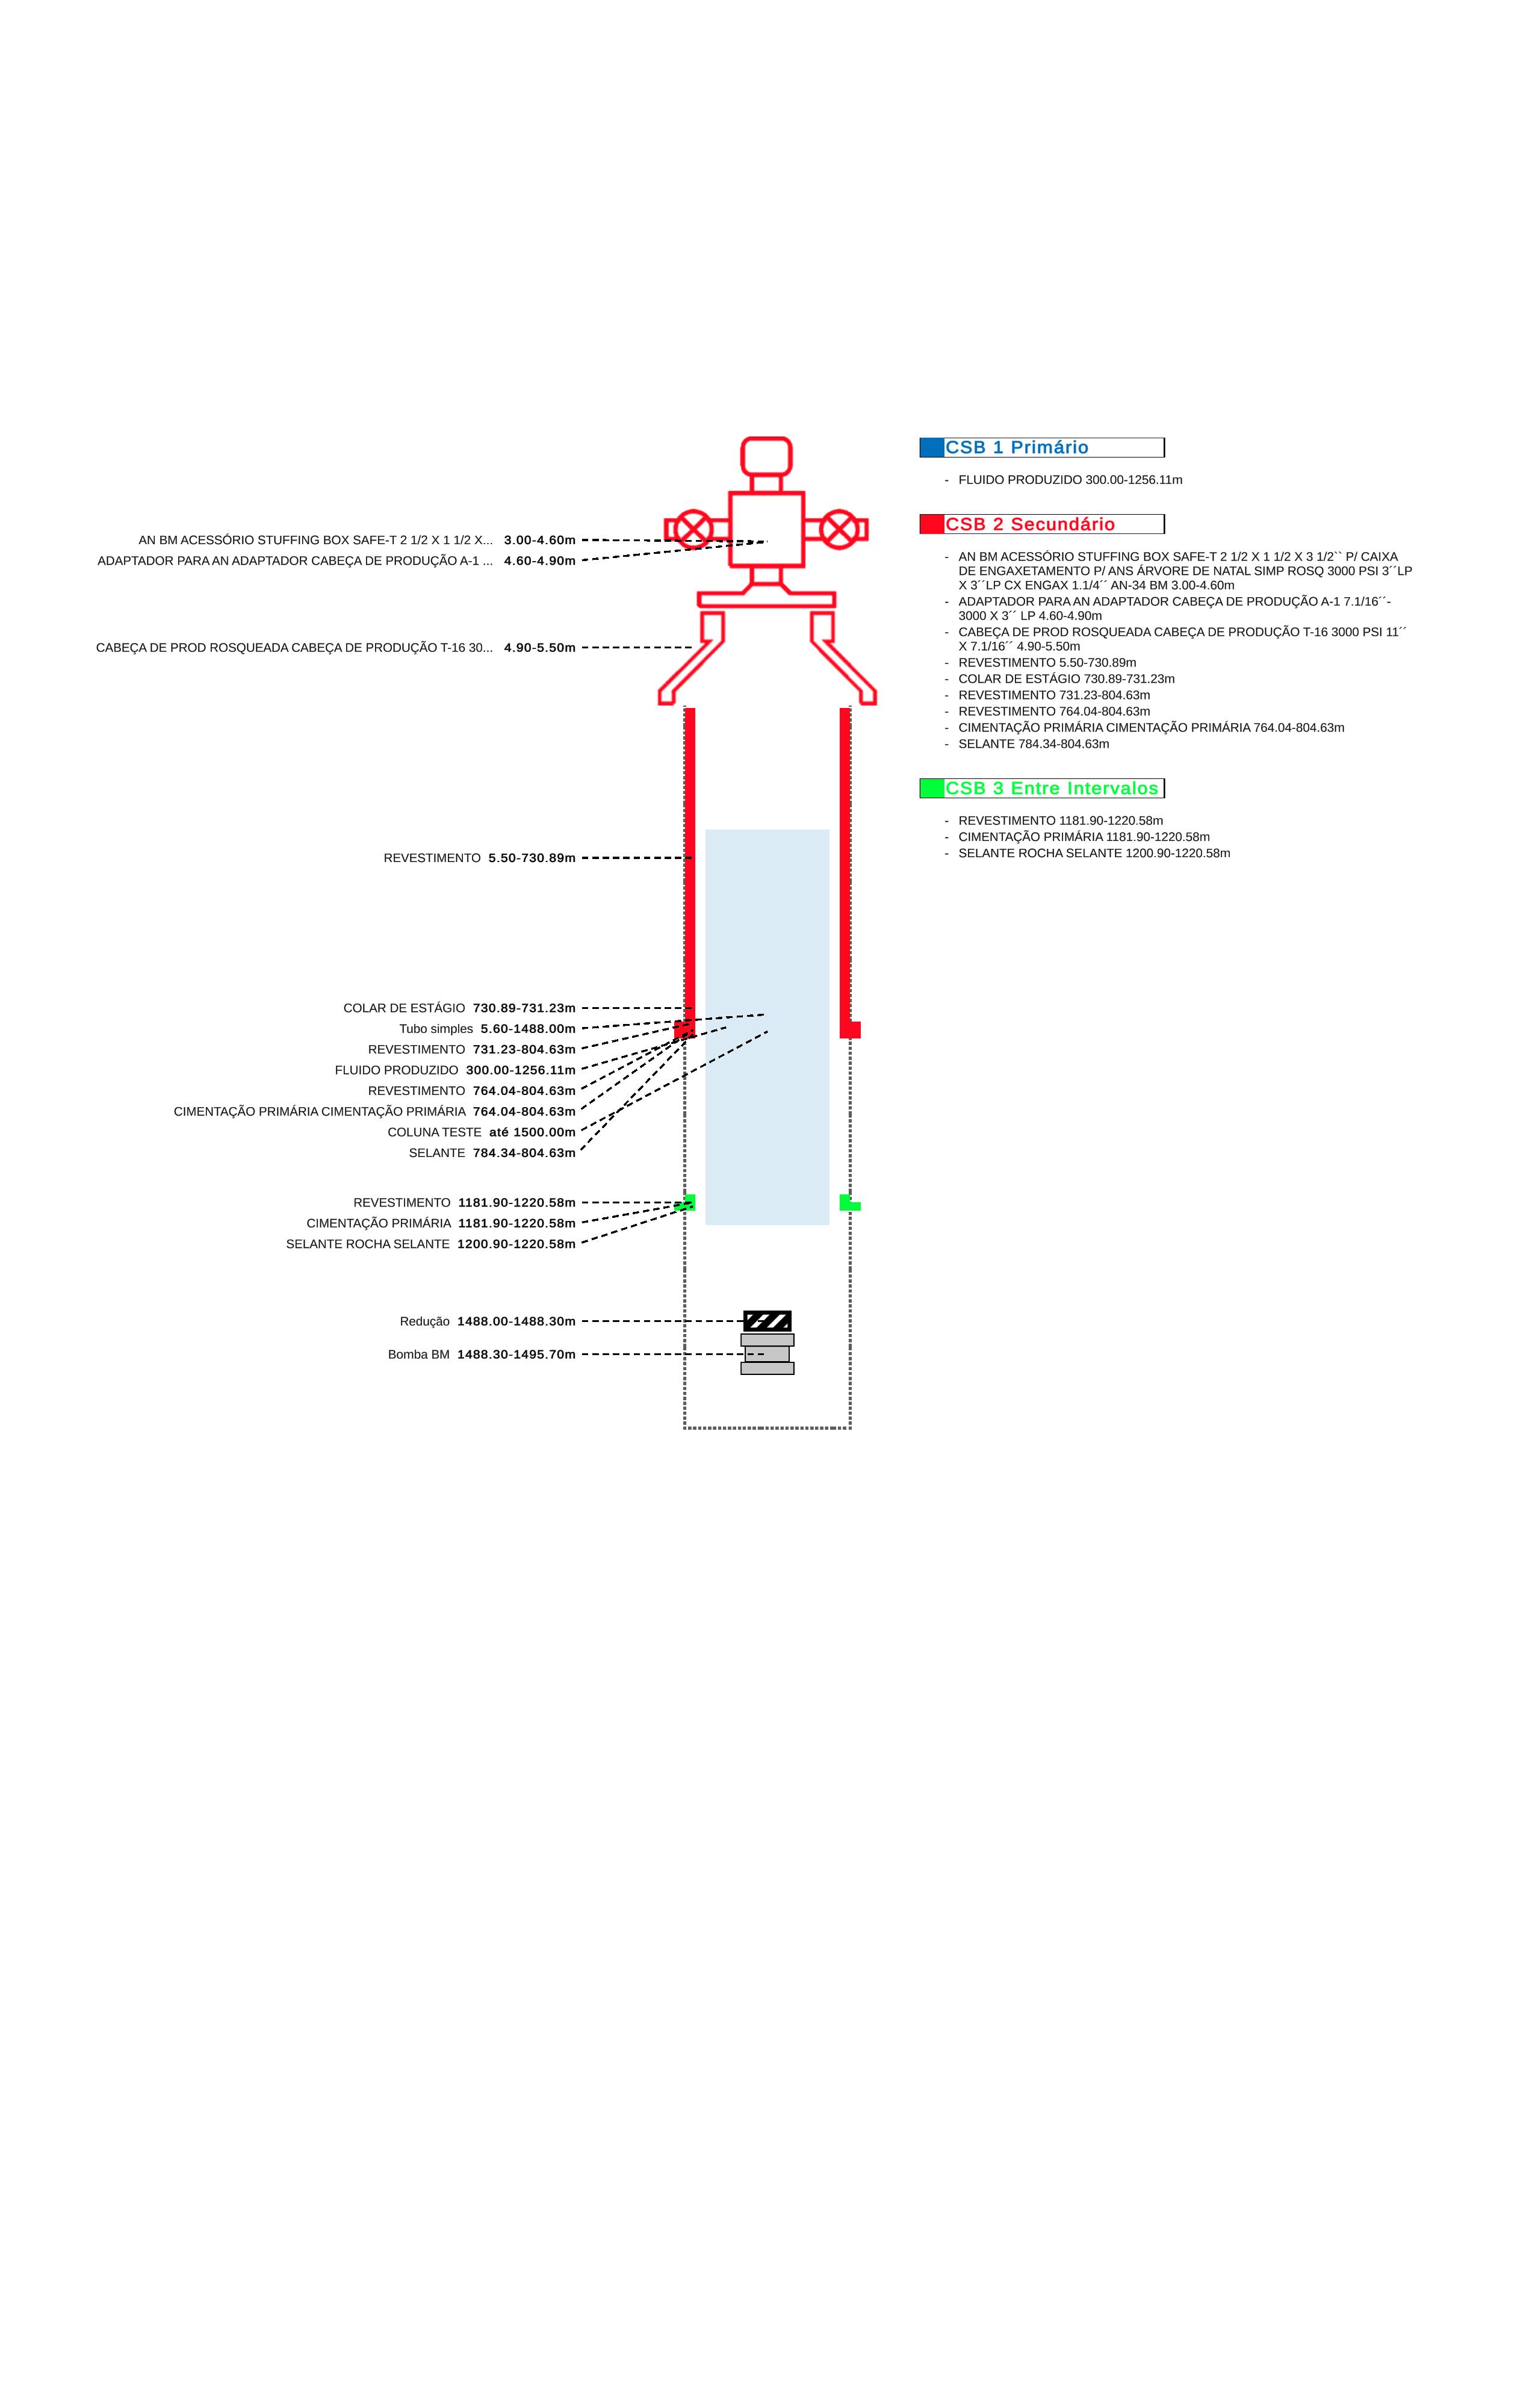 AN BM ACESSÓRIO STUFFING BOX SAFE-T 2 1/2 X 1 1/2 X... 3.00-4.60m
ADAPTADOR PARA AN ADAPTADOR CABEÇA DE PRODUÇÃO A-1 ... 4.60-4.90m
CABEÇA DE PROD ROSQUEADA CABEÇA DE PRODUÇÃO T-16 30... 4.90-5.50m
REVESTIMENTO 5.50-730.89m
COLAR DE ESTÁGIO 730.89-731.23m
Tubo simples 5.60-1488.00m
REVESTIMENTO 731.23-804.63m
FLUIDO PRODUZIDO 300.00-1256.11m
REVESTIMENTO 764.04-804.63m
CIMENTAÇÃO PRIMÁRIA CIMENTAÇÃO PRIMÁRIA 764.04-804.63m
COLUNA TESTE até 1500.00m
SELANTE 784.34-804.63m
REVESTIMENTO 1181.90-1220.58m
CIMENTAÇÃO PRIMÁRIA 1181.90-1220.58m
SELANTE ROCHA SELANTE 1200.90-1220.58m
Redução 1488.00-1488.30m
Bomba BM 1488.30-1495.70m
CSB 1 Primário
- FLUIDO PRODUZIDO 300.00-1256.11m
CSB 2 Secundário
- AN BM ACESSÓRIO STUFFING BOX SAFE-T 2 1/2 X 1 1/2 X 3 1/2`` P/ CAIXA
DE ENGAXETAMENTO P/ ANS ÁRVORE DE NATAL SIMP ROSQ 3000 PSI 3´´LP
X 3´´LP CX ENGAX 1.1/4´´ AN-34 BM 3.00-4.60m
- ADAPTADOR PARA AN ADAPTADOR CABEÇA DE PRODUÇÃO A-1 7.1/16´´-
3000 X 3´´ LP 4.60-4.90m
- CABEÇA DE PROD ROSQUEADA CABEÇA DE PRODUÇÃO T-16 3000 PSI 11´´
X 7.1/16´´ 4.90-5.50m
- REVESTIMENTO 5.50-730.89m
- COLAR DE ESTÁGIO 730.89-731.23m
- REVESTIMENTO 731.23-804.63m
- REVESTIMENTO 764.04-804.63m
- CIMENTAÇÃO PRIMÁRIA CIMENTAÇÃO PRIMÁRIA 764.04-804.63m
- SELANTE 784.34-804.63m
CSB 3 Entre Intervalos
- REVESTIMENTO 1181.90-1220.58m
- CIMENTAÇÃO PRIMÁRIA 1181.90-1220.58m
- SELANTE ROCHA SELANTE 1200.90-1220.58m